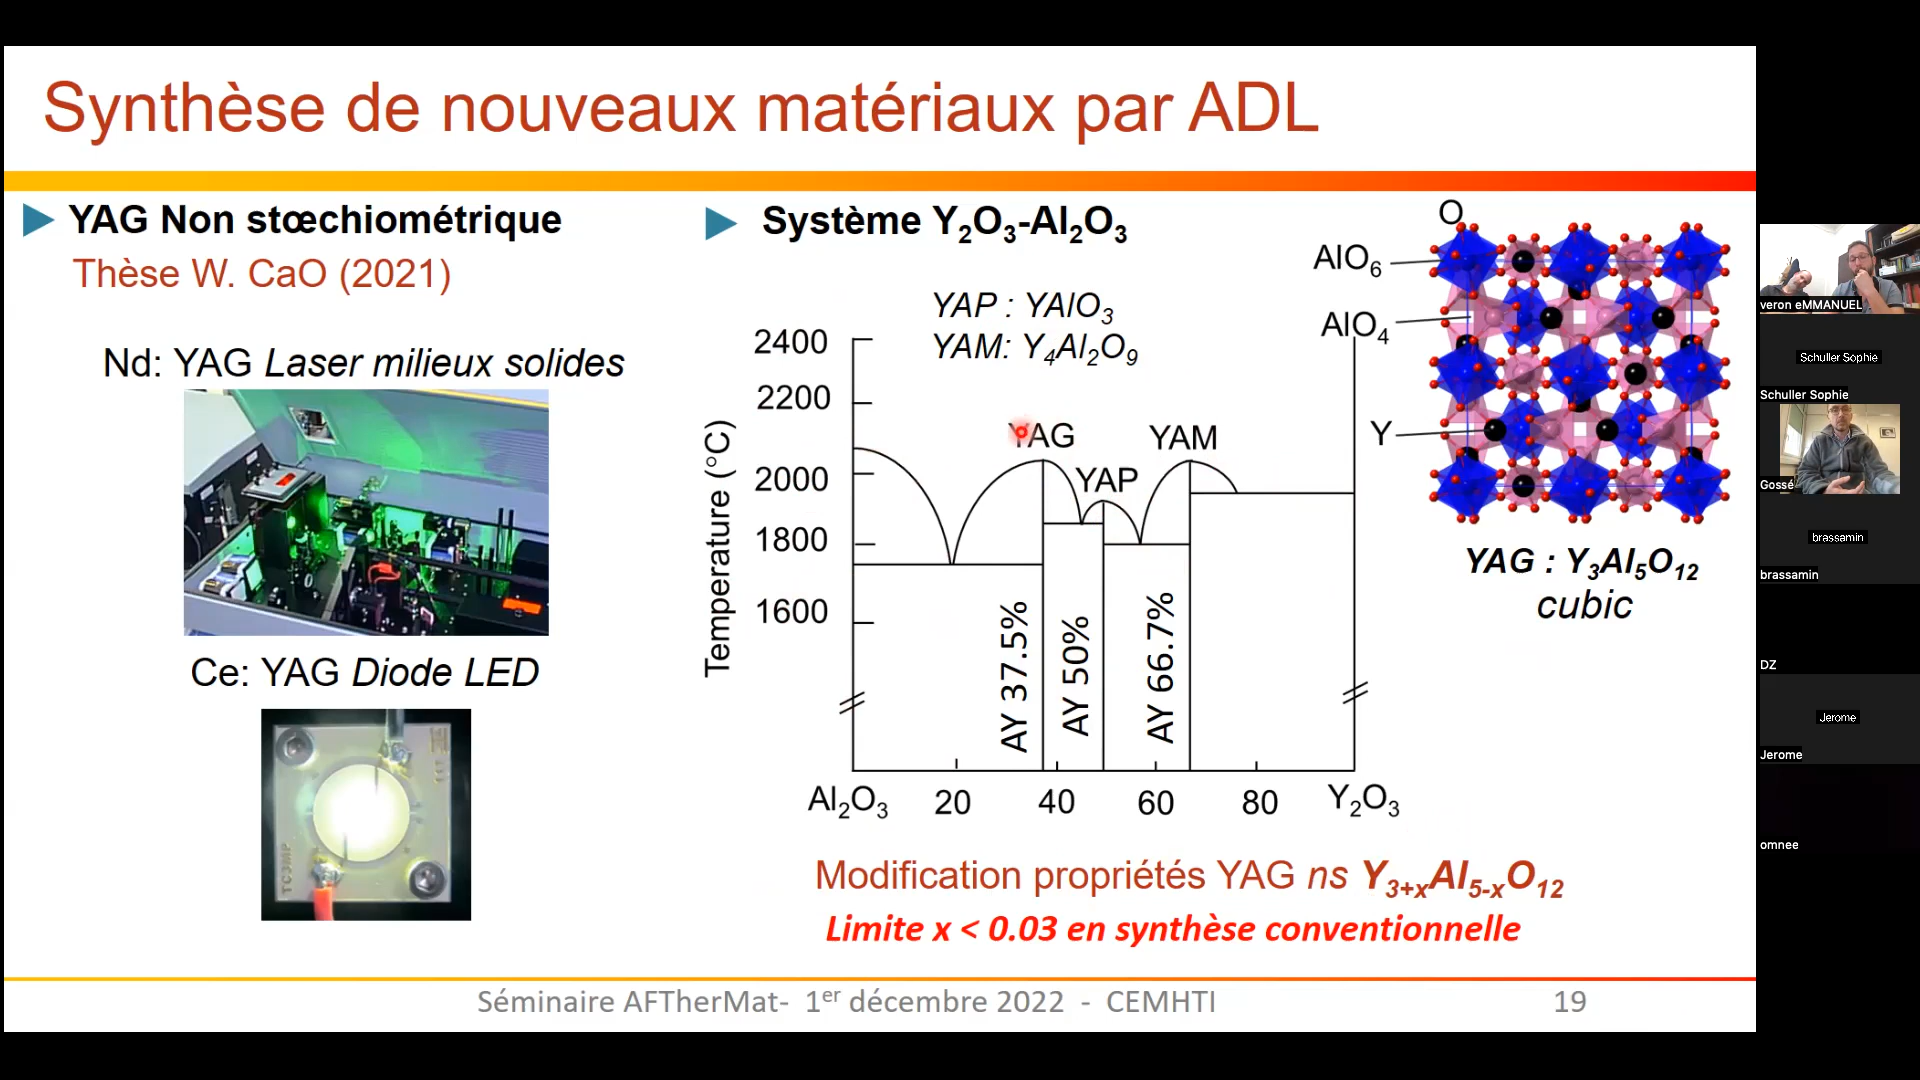 Synthèse de nouveaux matériaux par ADL
YAG Non stœchiométrique
Thèse W. CaO (2021)
Nd: YAG Laser milieux solides
Ce: YAG Diode LED
TC3MP
Système Y2O3-Al2O3
YAP : YAlO3
YAM: Y4Al2O9
Temperature (°C)
2400
2200
2000
1800
1600
YAG
YAP
YAM
AY 37.5%
AY 50%
AY 66.7%
Al2O3
20
40
60
80
Y2O3
O
AlO6
AlO4
Y
YAG : Y3Al5O12
cubic
Modification propriétés YAG ns Y3+xAl5-xO12
Limite x < 0.03 en synthèse conventionnelle
Séminaire AFTherMat- 1er décembre 2022 - CEMHTI
19
veron eMMANUEL
Schuller Sophie
Schuller Sophie
Gossé
brassamin
brassamin
DZ
Jerome
Jerome
omnee